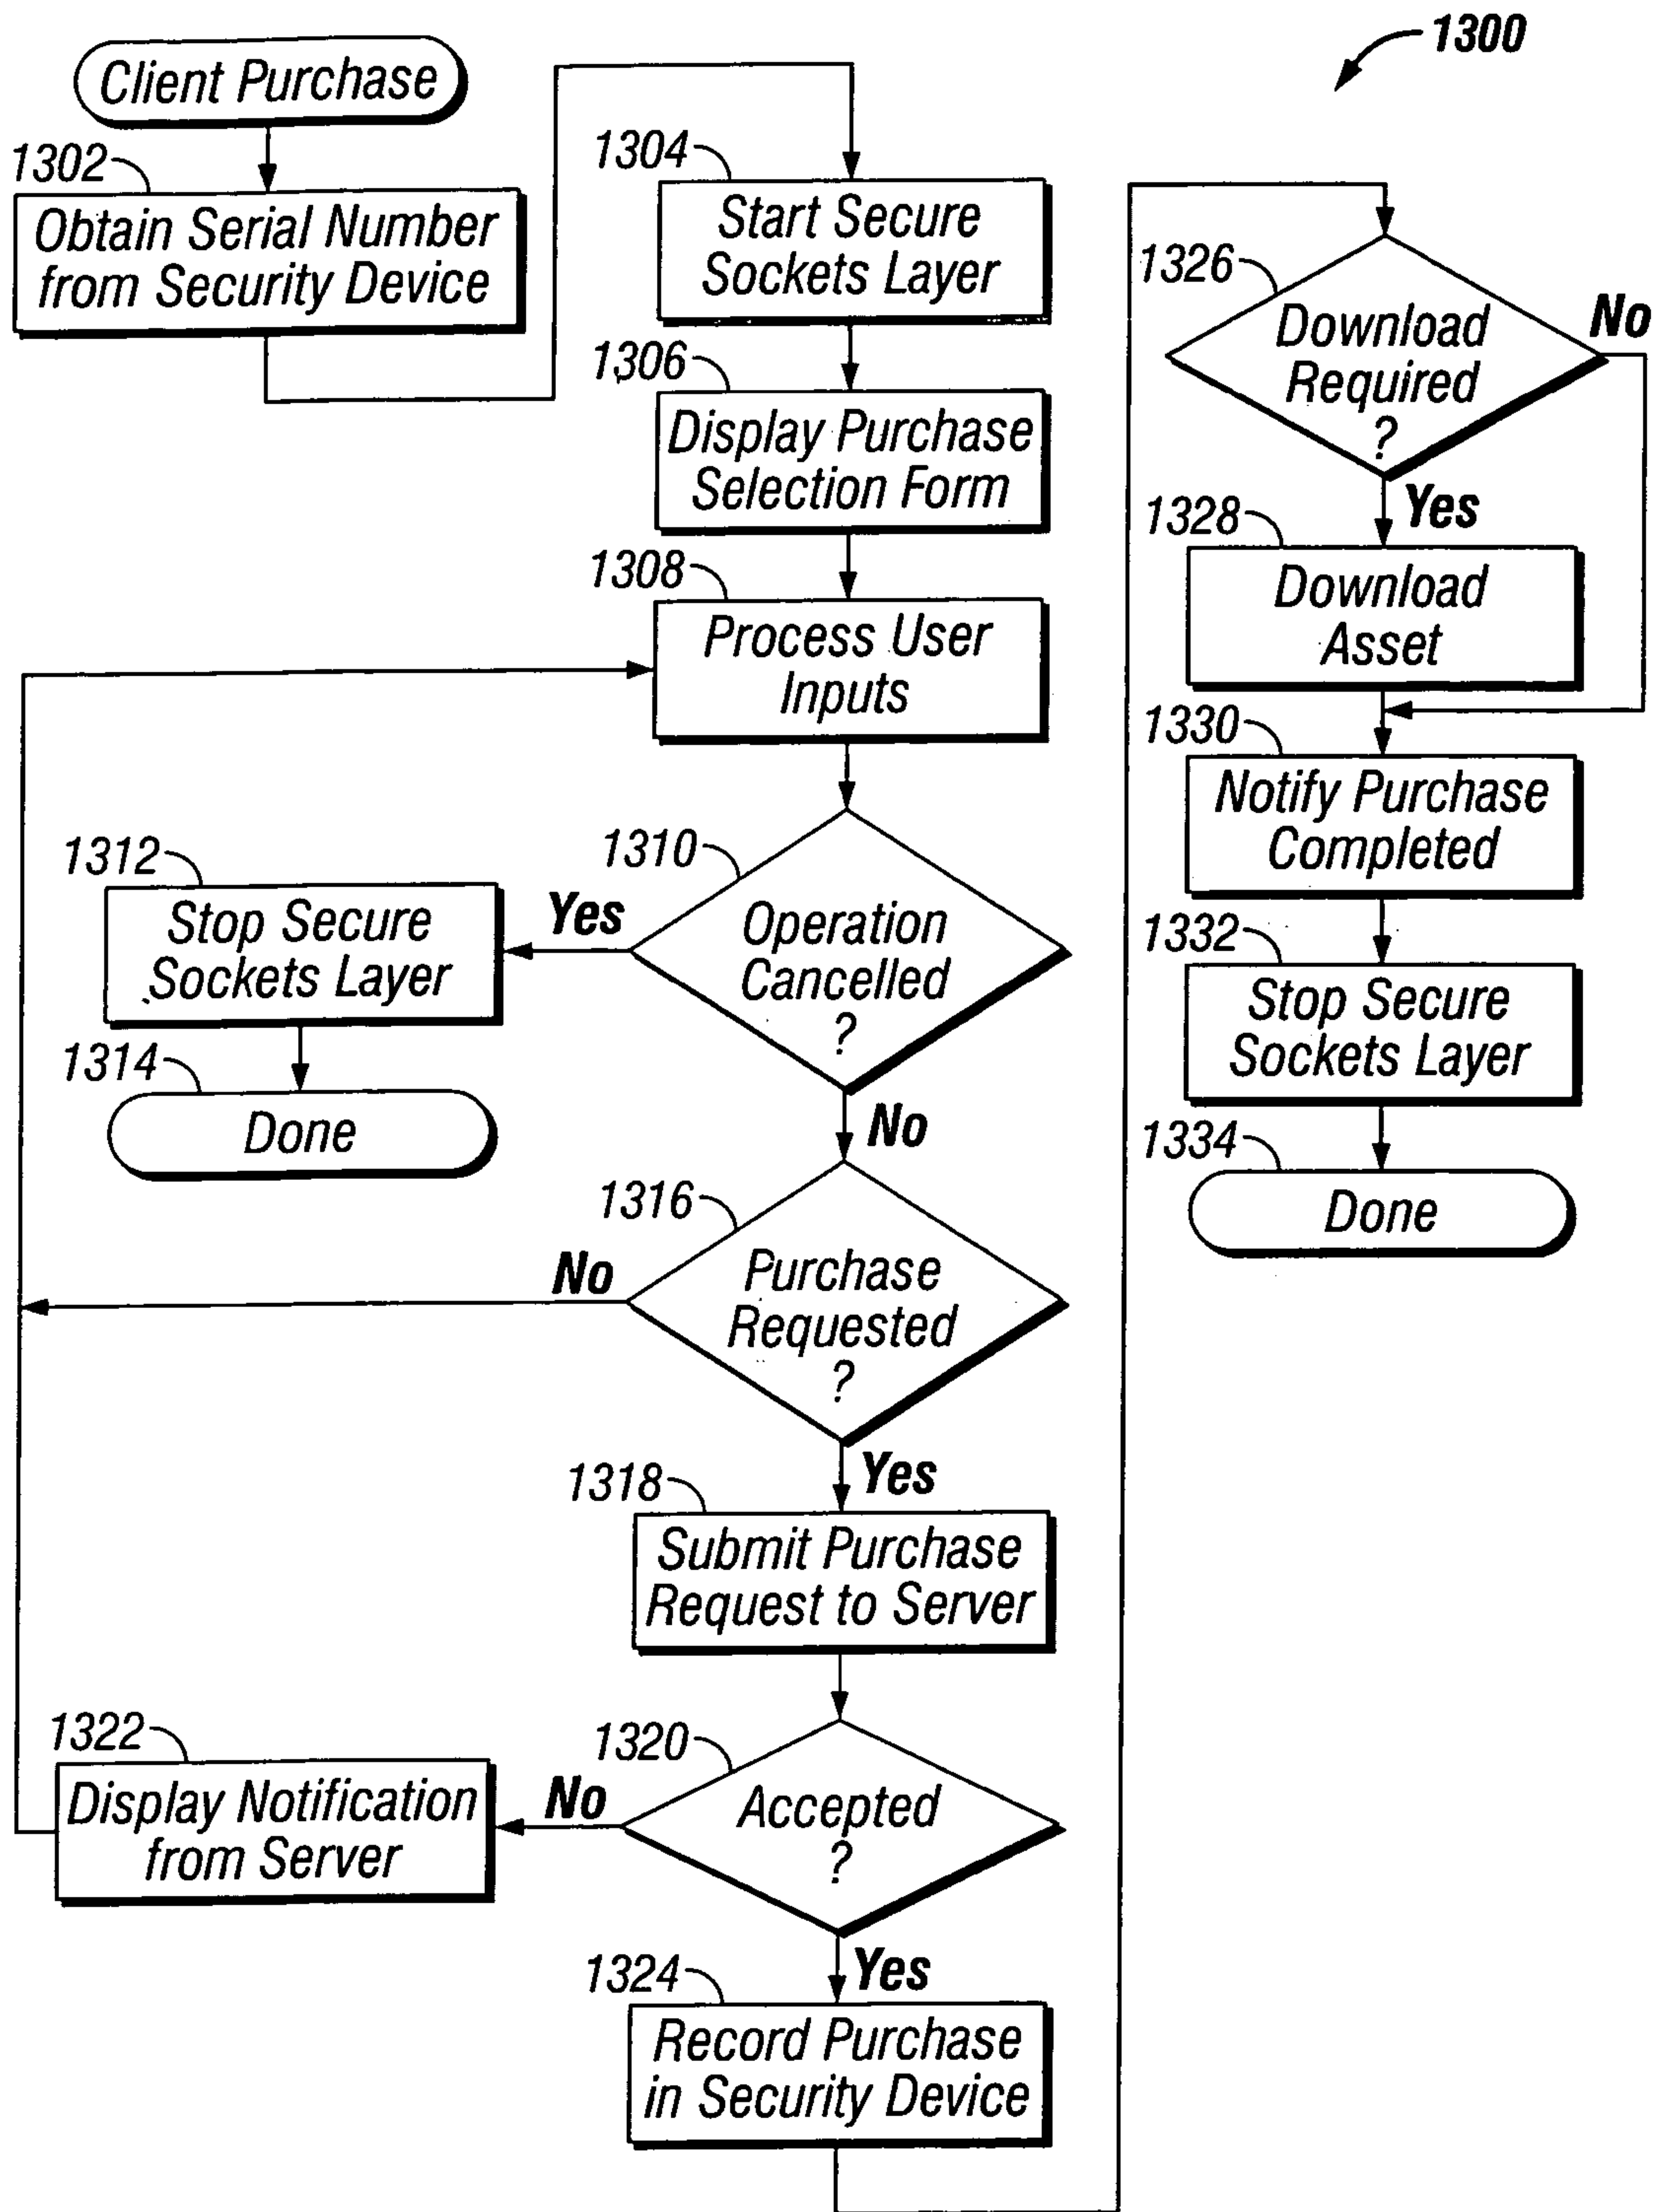 1300
Client Purchase
1302
Obtain Serial Number
from Security Device
1304
Start Secure
Sockets Layer
1306
Display Purchase
Selection Form
1308
Process User
Inputs
1310
Operation
Cancelled
?
Yes
No
1312
Stop Secure
Sockets Layer
1314
Done
1316
Purchase
Requested
?
No
Yes
1318
Submit Purchase
Request to Server
1320
Accepted
?
No
Yes
1322
Display Notification
from Server
1324
Record Purchase
in Security Device
1326
Download
Required
?
No
Yes
1328
Download
Asset
1330
Notify Purchase
Completed
1332
Stop Secure
Sockets Layer
1334
Done